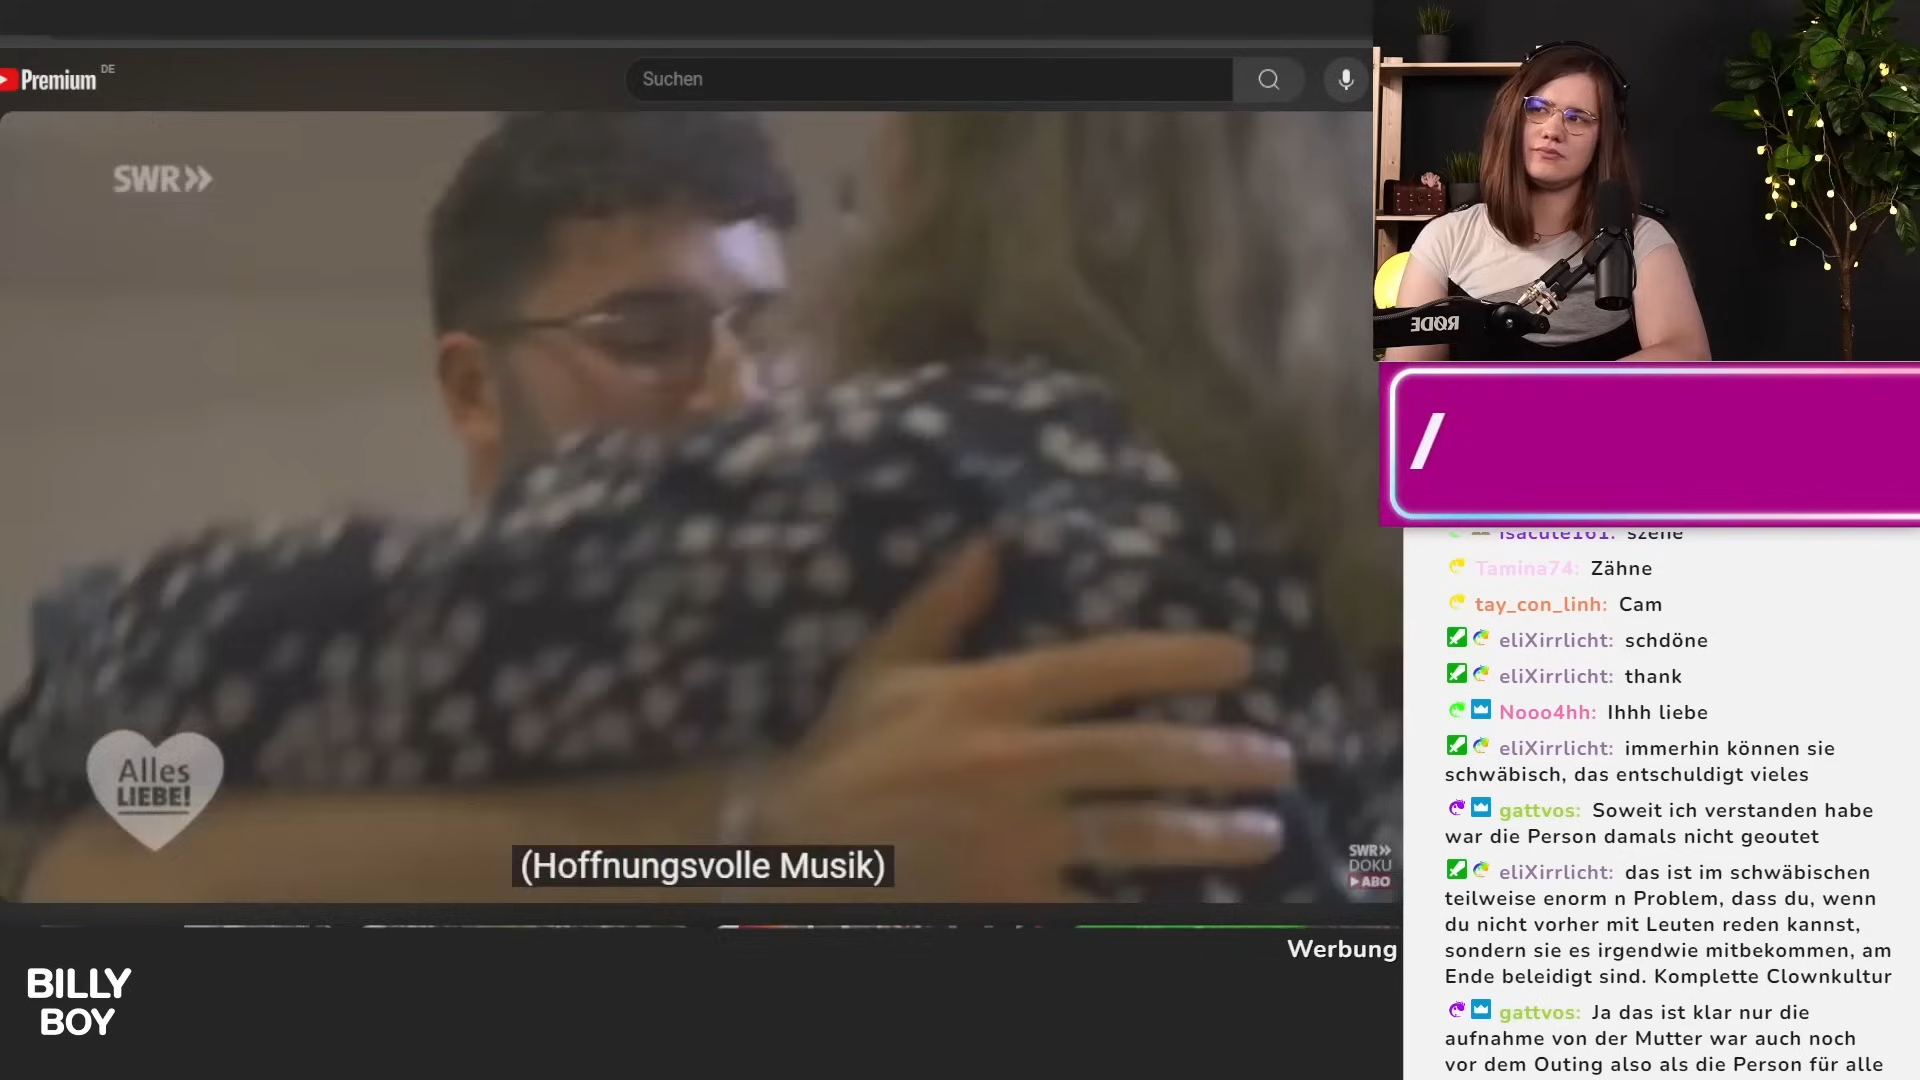 Premium DE
Suchen
SWR»
Alles
LIEBE!
(Hoffnungsvolle Musik)
SWR»
DOKU
ABO
Werbung
BILLY
BOY
RØDE
/
isacute161: szene
Tamina74: Zähne
tay_con_linh: Cam
eliXirrlicht: schdöne
eliXirrlicht: thank
Nooo4hh: Ihhh liebe
eliXirrlicht: immerhin können sie
schwäbisch, das entschuldigt vieles
gattvos: Soweit ich verstanden habe
war die Person damals nicht geoutet
eliXirrlicht: das ist im schwäbischen
teilweise enorm n Problem, dass du, wenn
du nicht vorher mit Leuten reden kannst,
sondern sie es irgendwie mitbekommen, am
Ende beleidigt sind. Komplette Clownkultur
gattvos: Ja das ist klar nur die
aufnahme von der Mutter war auch noch
vor dem Outing also als die Person für alle